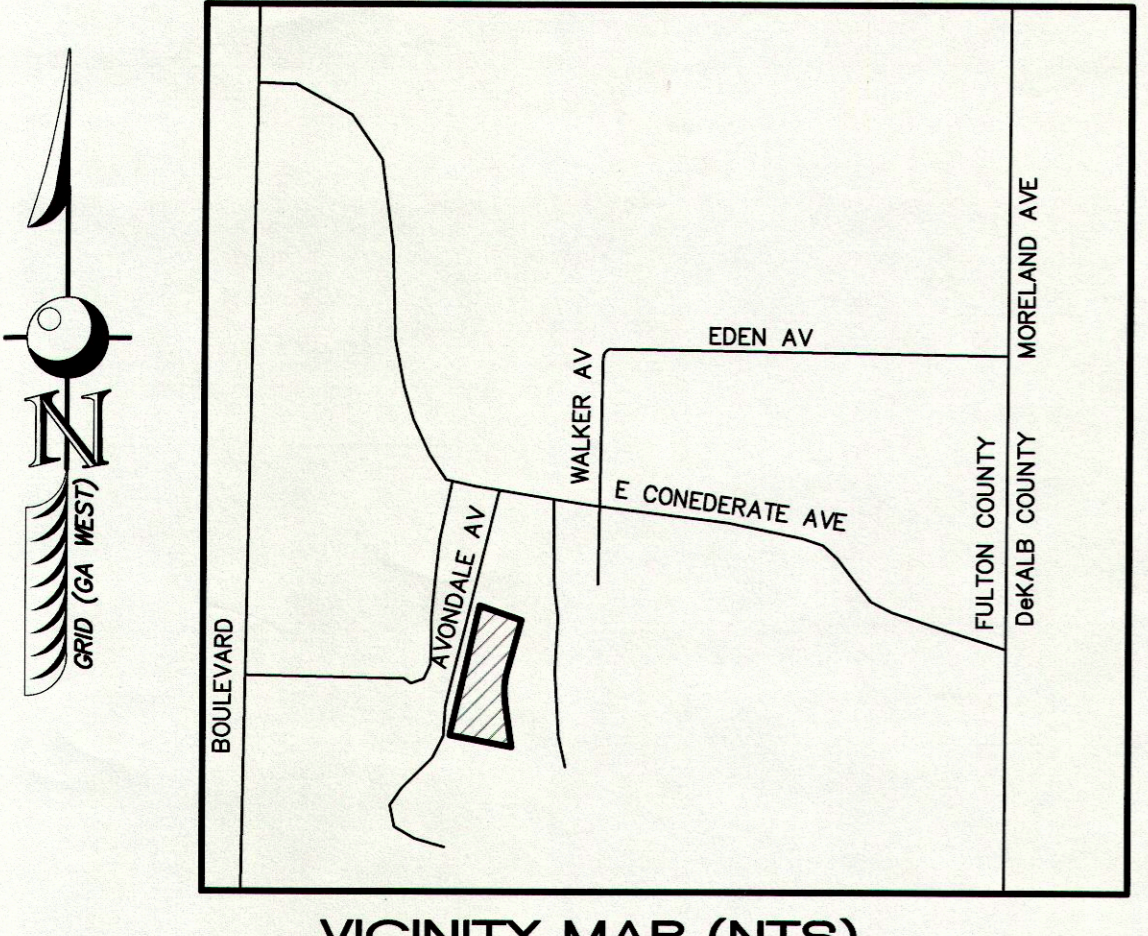 N
GRID (GA WEST)
BOULEVARD
AVONDALE AV
WALKER AV
EDEN AV
E CONEDERATE AVE
MORELAND AVE
FULTON COUNTY
DeKALB COUNTY
VICINITY MAP (NTS)